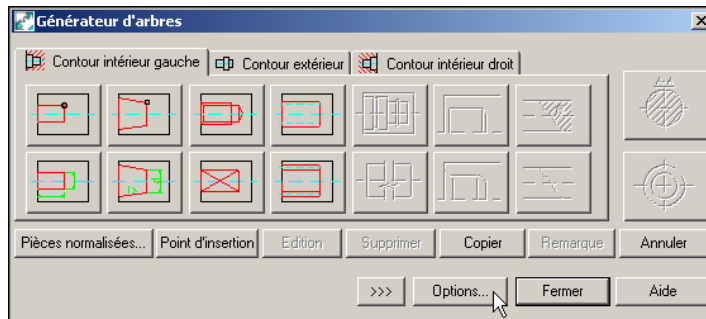 Générateur d'arbres
Contour intérieur gauche Contour extérieur Contour intérieur droit
Pièces normalisées... Point d'insertion Edition Supprimer Copier Remarque Annuler
>>> Options... Fermer Aide